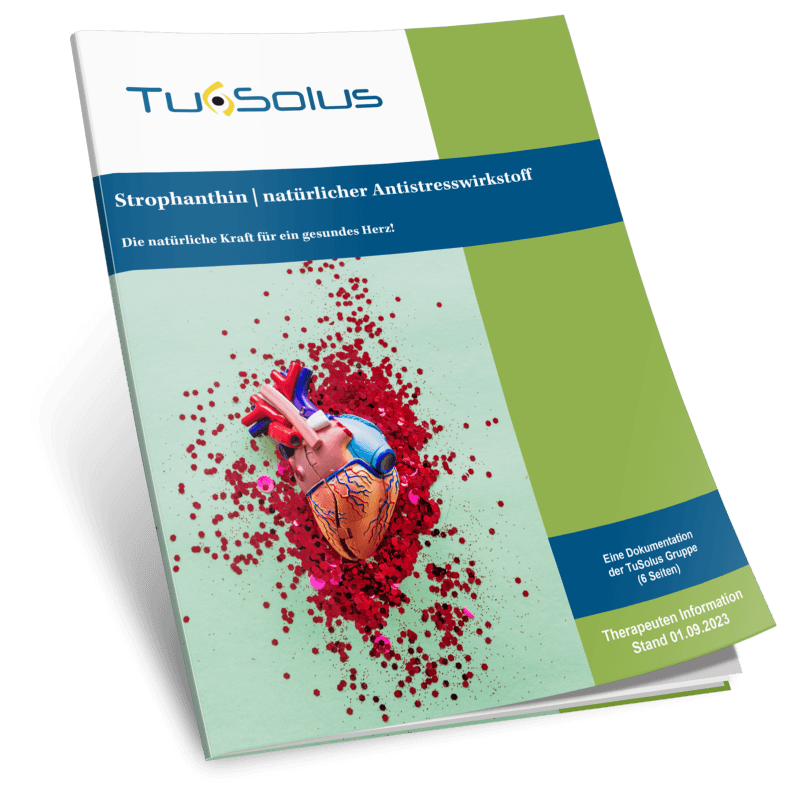 TuSolus
Strophanthin | natürlicher Antistresswirkstoff
Die natürliche Kraft für ein gesundes Herz!
Eine Dokumentation
der TuSolus Gruppe
(6 Seiten)
Therapeuten Information
Stand 01.09.2023